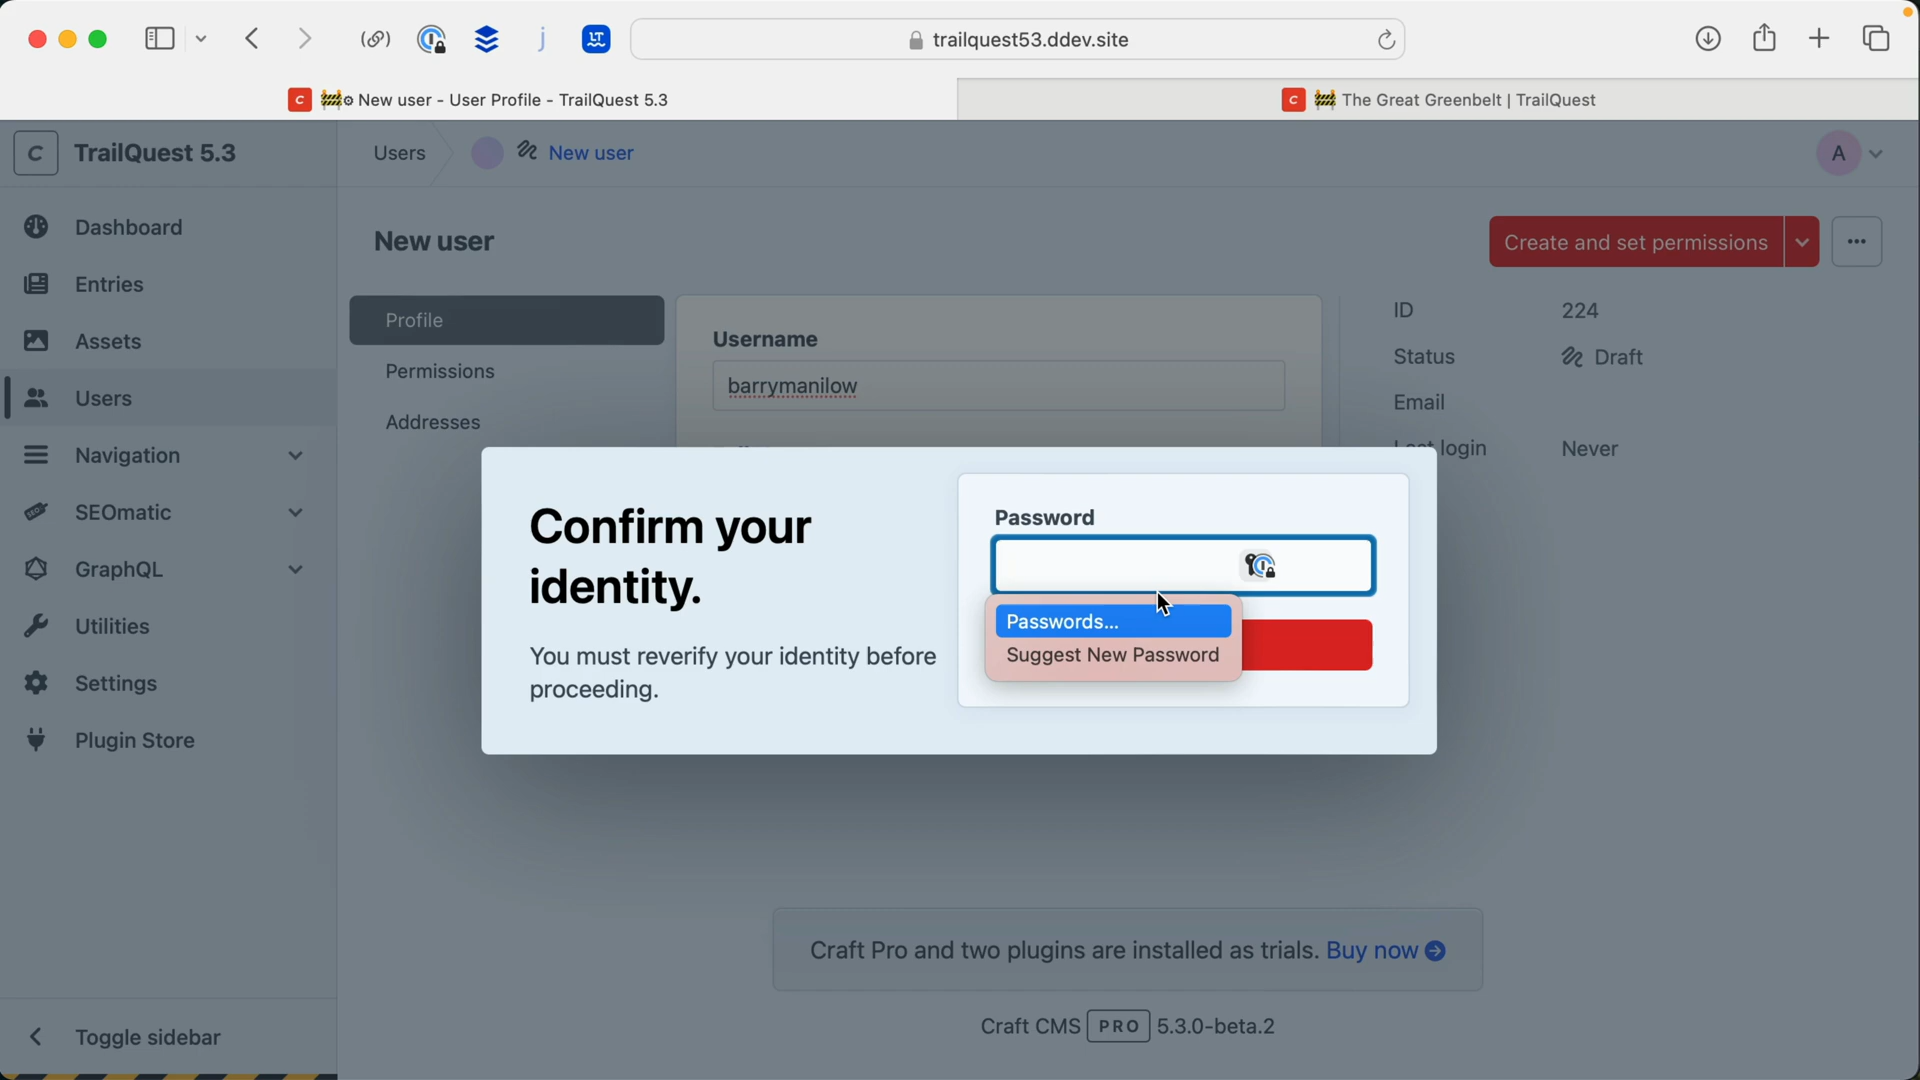 trailquest53.ddev.site
New user - User Profile - TrailQuest 5.3
The Great Greenbelt | TrailQuest
C TrailQuest 5.3
Users New user
A
Dashboard
Entries
Assets
Users
Navigation
SEOmatic
GraphQL
Utilities
Settings
Plugin Store
Toggle sidebar
New user
Create and set permissions
Profile
Permissions
Addresses
Username
barrymanilow
ID 224
Status Draft
Email
Last login Never
Confirm your
identity.
You must reverify your identity before
proceeding.
Password
Passwords...
Suggest New Password
Craft Pro and two plugins are installed as trials. Buy now
Craft CMS PRO 5.3.0-beta.2